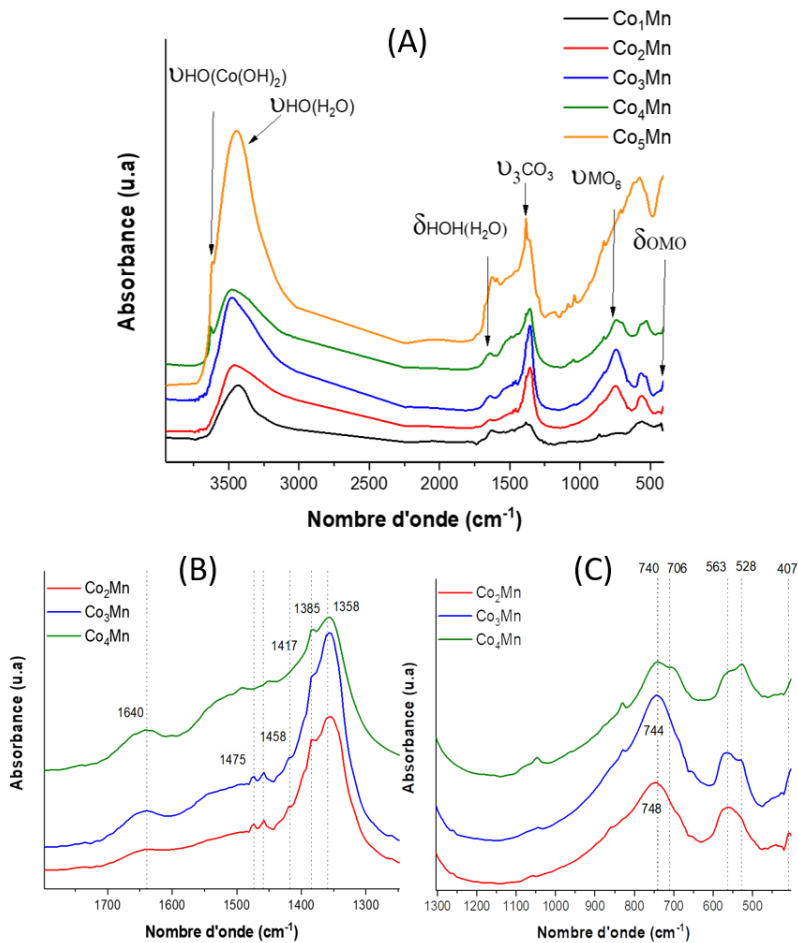 (A)
Co1Mn
Co2Mn
Co3Mn
Co4Mn
Co5Mn
υHO(Co(OH)2)
υHO(H2O)
δHOH(H2O)
υ3CO3
υMO6
δOMO
Absorbance (u.a)
3500 3000 2500 2000 1500 1000 500
Nombre d'onde (cm-1)
(B)
Co2Mn
Co3Mn
Co4Mn
1640
1475
1458
1417
1385
1358
Absorbance (u.a)
1700 1600 1500 1400 1300
Nombre d'onde (cm-1)
(C)
740 706 563 528 407
Co2Mn
Co3Mn
Co4Mn
744
748
Absorbance (u.a)
1300 1200 1100 1000 900 800 700 600 500 400
Nombre d'onde (cm-1)